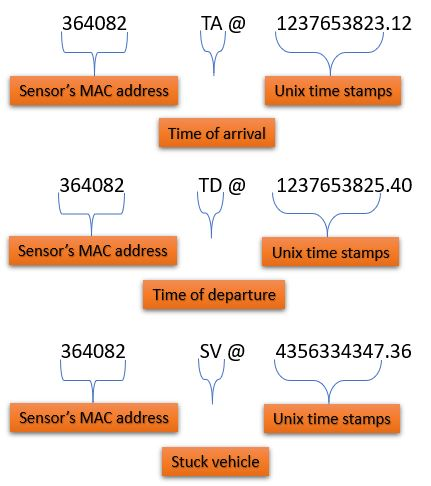 364082 TA @ 1237653823.12
Sensor's MAC address Unix time stamps
Time of arrival
364082 TD @ 1237653825.40
Sensor's MAC address Unix time stamps
Time of departure
364082 SV @ 4356334347.36
Sensor's MAC address Unix time stamps
Stuck vehicle